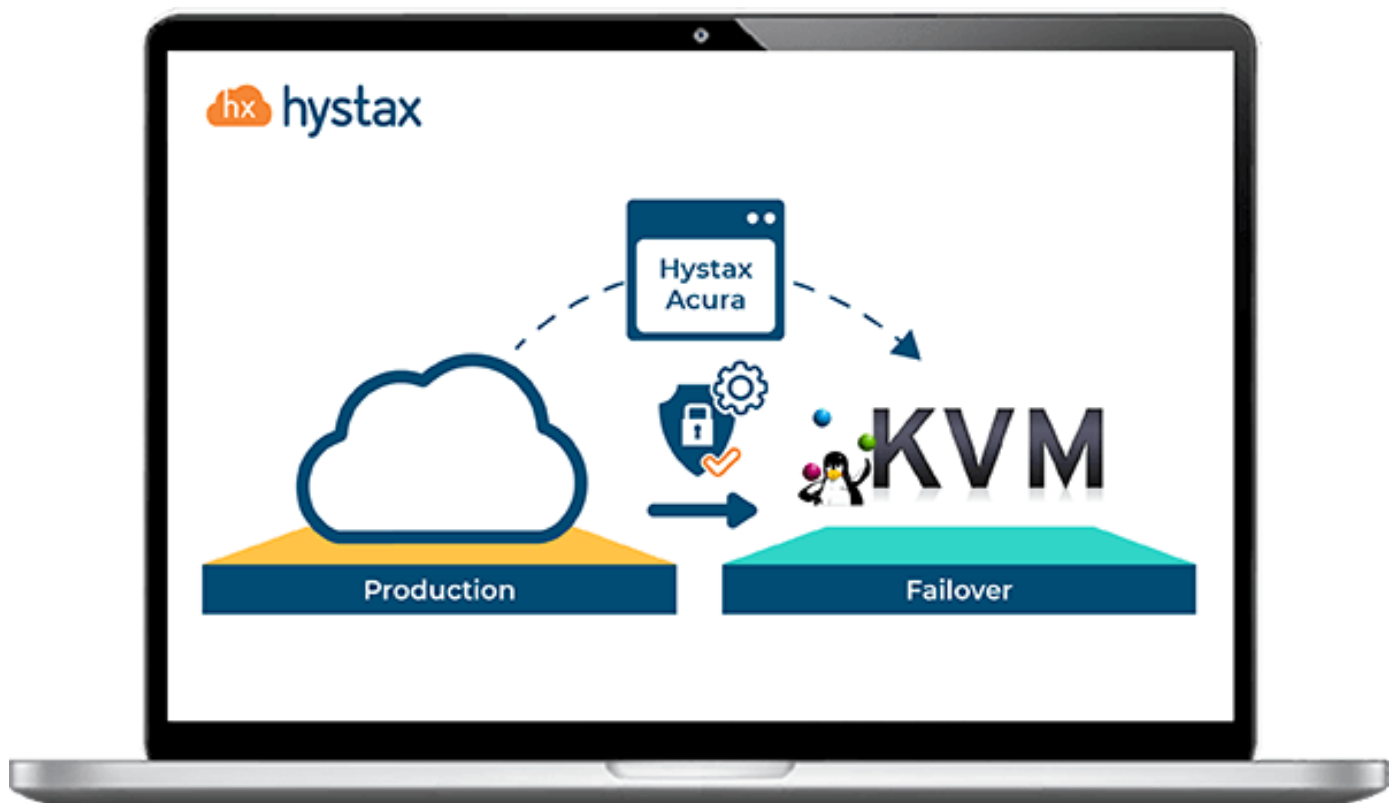 hx hystax
Hystax
Acura
KVM
Production
Failover